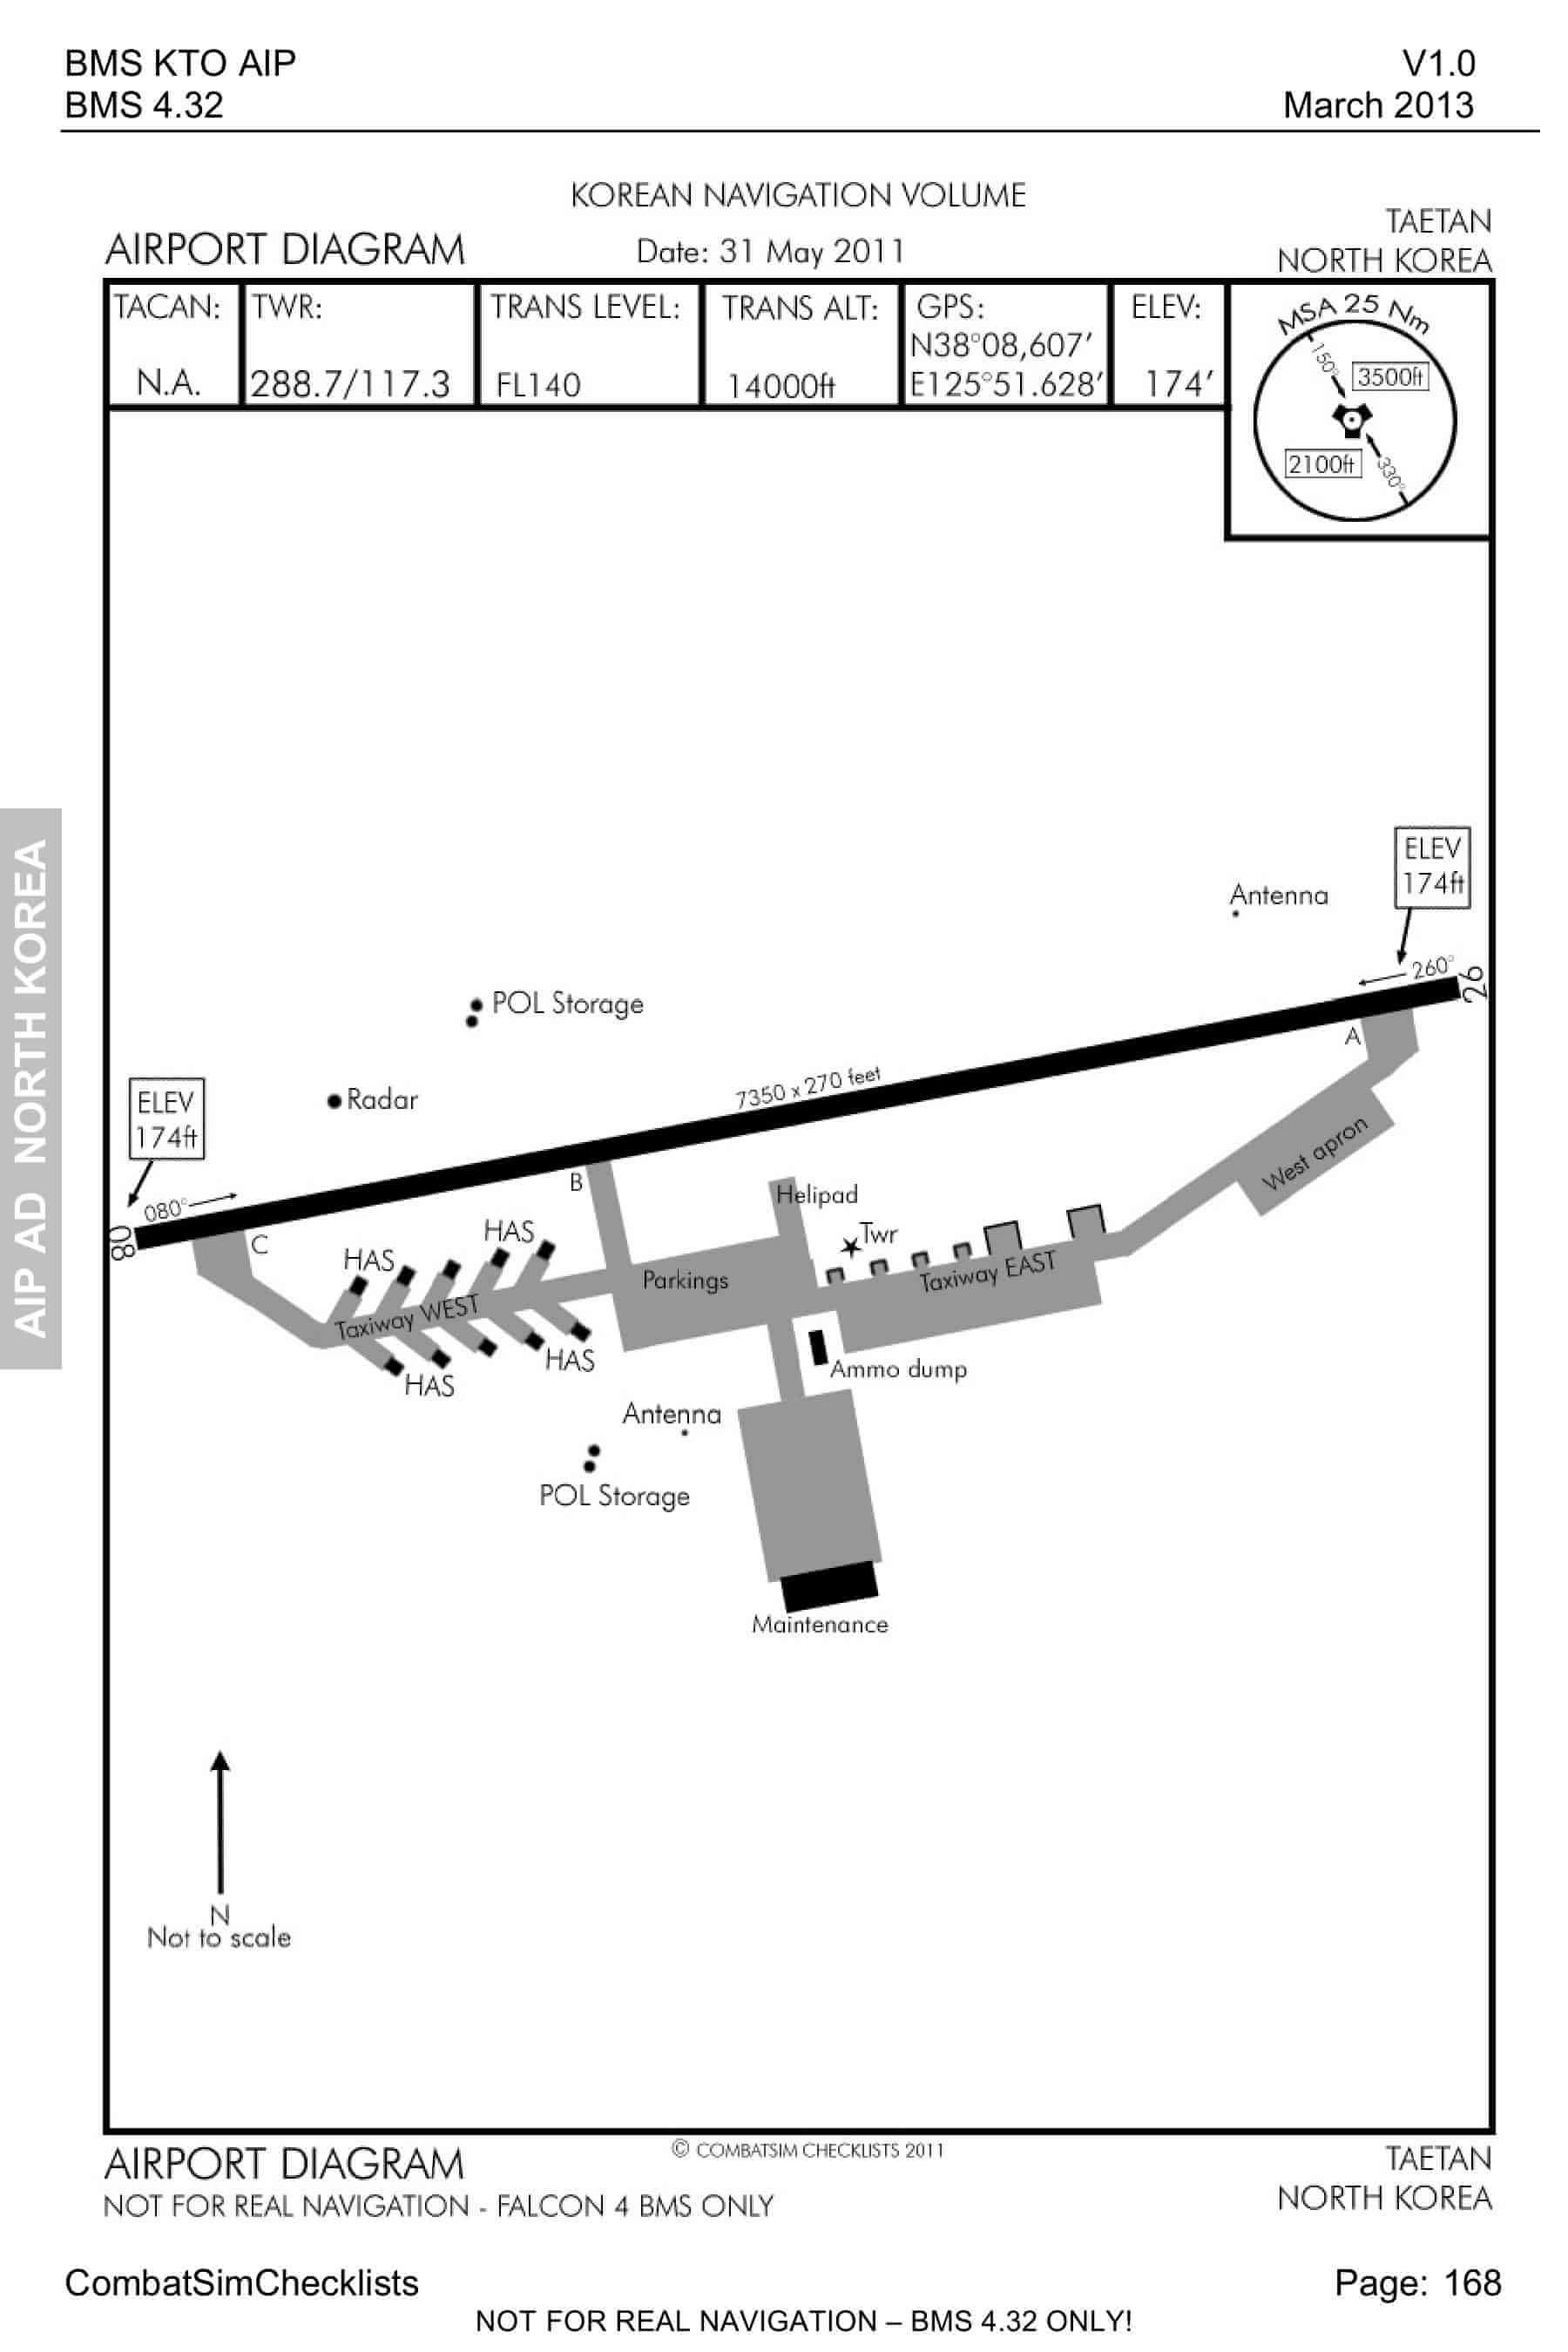 BMS KTO AIP
V1.0
BMS 4.32
March 2013
KOREAN NAVIGATION VOLUME
AIRPORT DIAGRAM
Date: 31 May 2011
TAETAN
NORTH KOREA
TACAN:
N.A.
TWR:
288.7/117.3
TRANS LEVEL:
FL140
TRANS ALT:
14000ft
GPS:
N38°08,607'
E125°51.628'
ELEV:
174'
MSA 25 Nm
150°
3500ft
2100ft
330°
AIP AD NORTH KOREA
ELEV
174ft
Antenna
260°
26
POL Storage
A
7350 x 270 feet
Radar
ELEV
174ft
West apron
B
Helipad
080°
08
C
HAS
HAS
Twr
Parkings
Taxiway EAST
Taxiway WEST
HAS
HAS
Ammo dump
Antenna
POL Storage
Maintenance
N
Not to scale
AIRPORT DIAGRAM
© COMBATSIM CHECKLISTS 2011
TAETAN
NOT FOR REAL NAVIGATION - FALCON 4 BMS ONLY
NORTH KOREA
CombatSimChecklists
Page: 168
NOT FOR REAL NAVIGATION – BMS 4.32 ONLY!